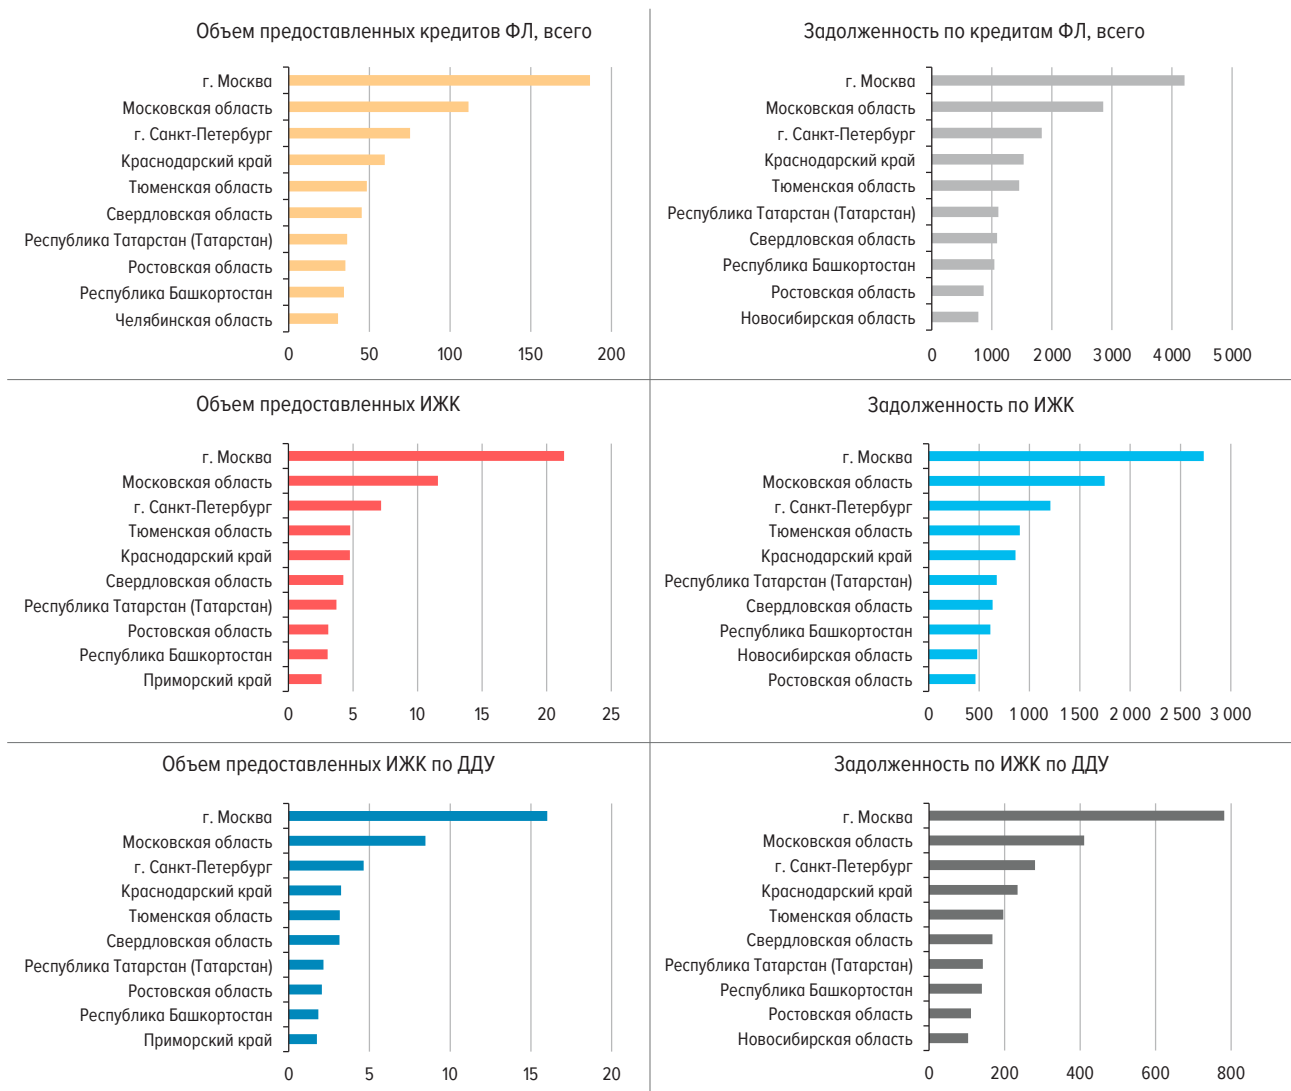 Объем предоставленных кредитов ФЛ, всего
г. Москва
Московская область
г. Санкт-Петербург
Краснодарский край
Тюменская область
Свердловская область
Республика Татарстан (Татарстан)
Ростовская область
Республика Башкортостан
Челябинская область
0 50 100 150 200
Задолженность по кредитам ФЛ, всего
г. Москва
Московская область
г. Санкт-Петербург
Краснодарский край
Тюменская область
Республика Татарстан (Татарстан)
Свердловская область
Республика Башкортостан
Ростовская область
Новосибирская область
0 1 000 2 000 3 000 4 000 5 000
Объем предоставленных ИЖК
г. Москва
Московская область
г. Санкт-Петербург
Тюменская область
Краснодарский край
Свердловская область
Республика Татарстан (Татарстан)
Ростовская область
Республика Башкортостан
Приморский край
0 5 10 15 20 25
Задолженность по ИЖК
г. Москва
Московская область
г. Санкт-Петербург
Тюменская область
Краснодарский край
Республика Татарстан (Татарстан)
Свердловская область
Республика Башкортостан
Новосибирская область
Ростовская область
0 500 1 000 1 500 2 000 2 500 3 000
Объем предоставленных ИЖК по ДДУ
г. Москва
Московская область
г. Санкт-Петербург
Краснодарский край
Тюменская область
Свердловская область
Республика Татарстан (Татарстан)
Ростовская область
Республика Башкортостан
Приморский край
0 5 10 15 20
Задолженность по ИЖК по ДДУ
г. Москва
Московская область
г. Санкт-Петербург
Краснодарский край
Тюменская область
Свердловская область
Республика Татарстан (Татарстан)
Республика Башкортостан
Ростовская область
Новосибирская область
0 200 400 600 800